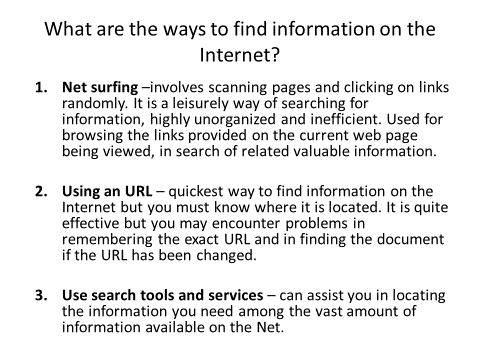 What are the ways to find information on the
Internet?
1. Net surfing –involves scanning pages and clicking on links
randomly. It is a leisurely way of searching for
information, highly unorganized and inefficient. Used for
browsing the links provided on the current web page
being viewed, in search of related valuable information.
2. Using an URL – quickest way to find information on the
Internet but you must know where it is located. It is quite
effective but you may encounter problems in
remembering the exact URL and in finding the document
if the URL has been changed.
3. Use search tools and services – can assist you in locating
the information you need among the vast amount of
information available on the Net.